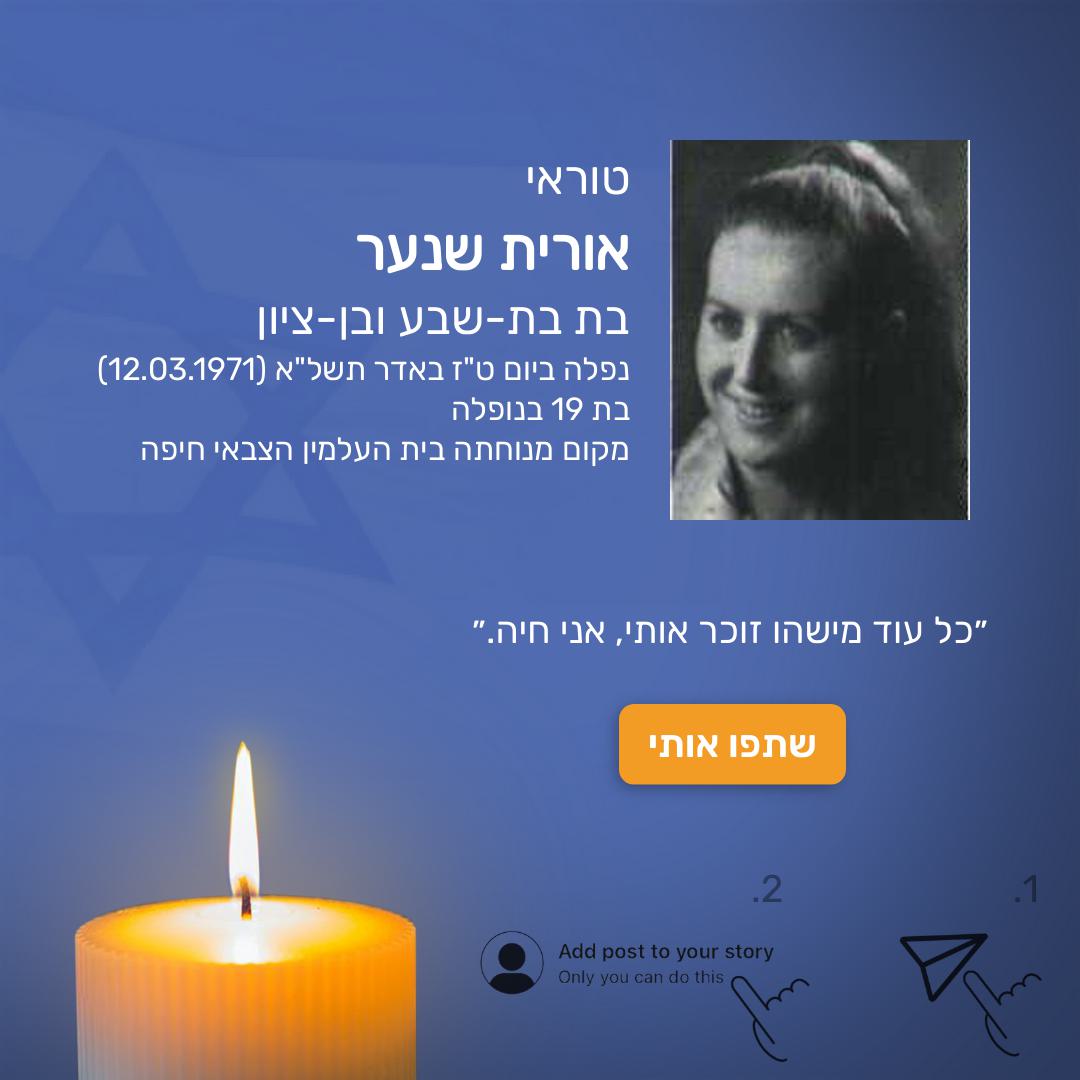 טוראי
אורית שנער
בת בת-שבע ובן-ציון
נפלה ביום ט"ז באדר תשל"א (12.03.1971)
בת 19 בנופלה
מקום מנוחתה בית העלמין הצבאי חיפה
״כל עוד מישהו זוכר אותי, אני חיה.״
שתפו אותי
.1
.2
Add post to your story
Only you can do this